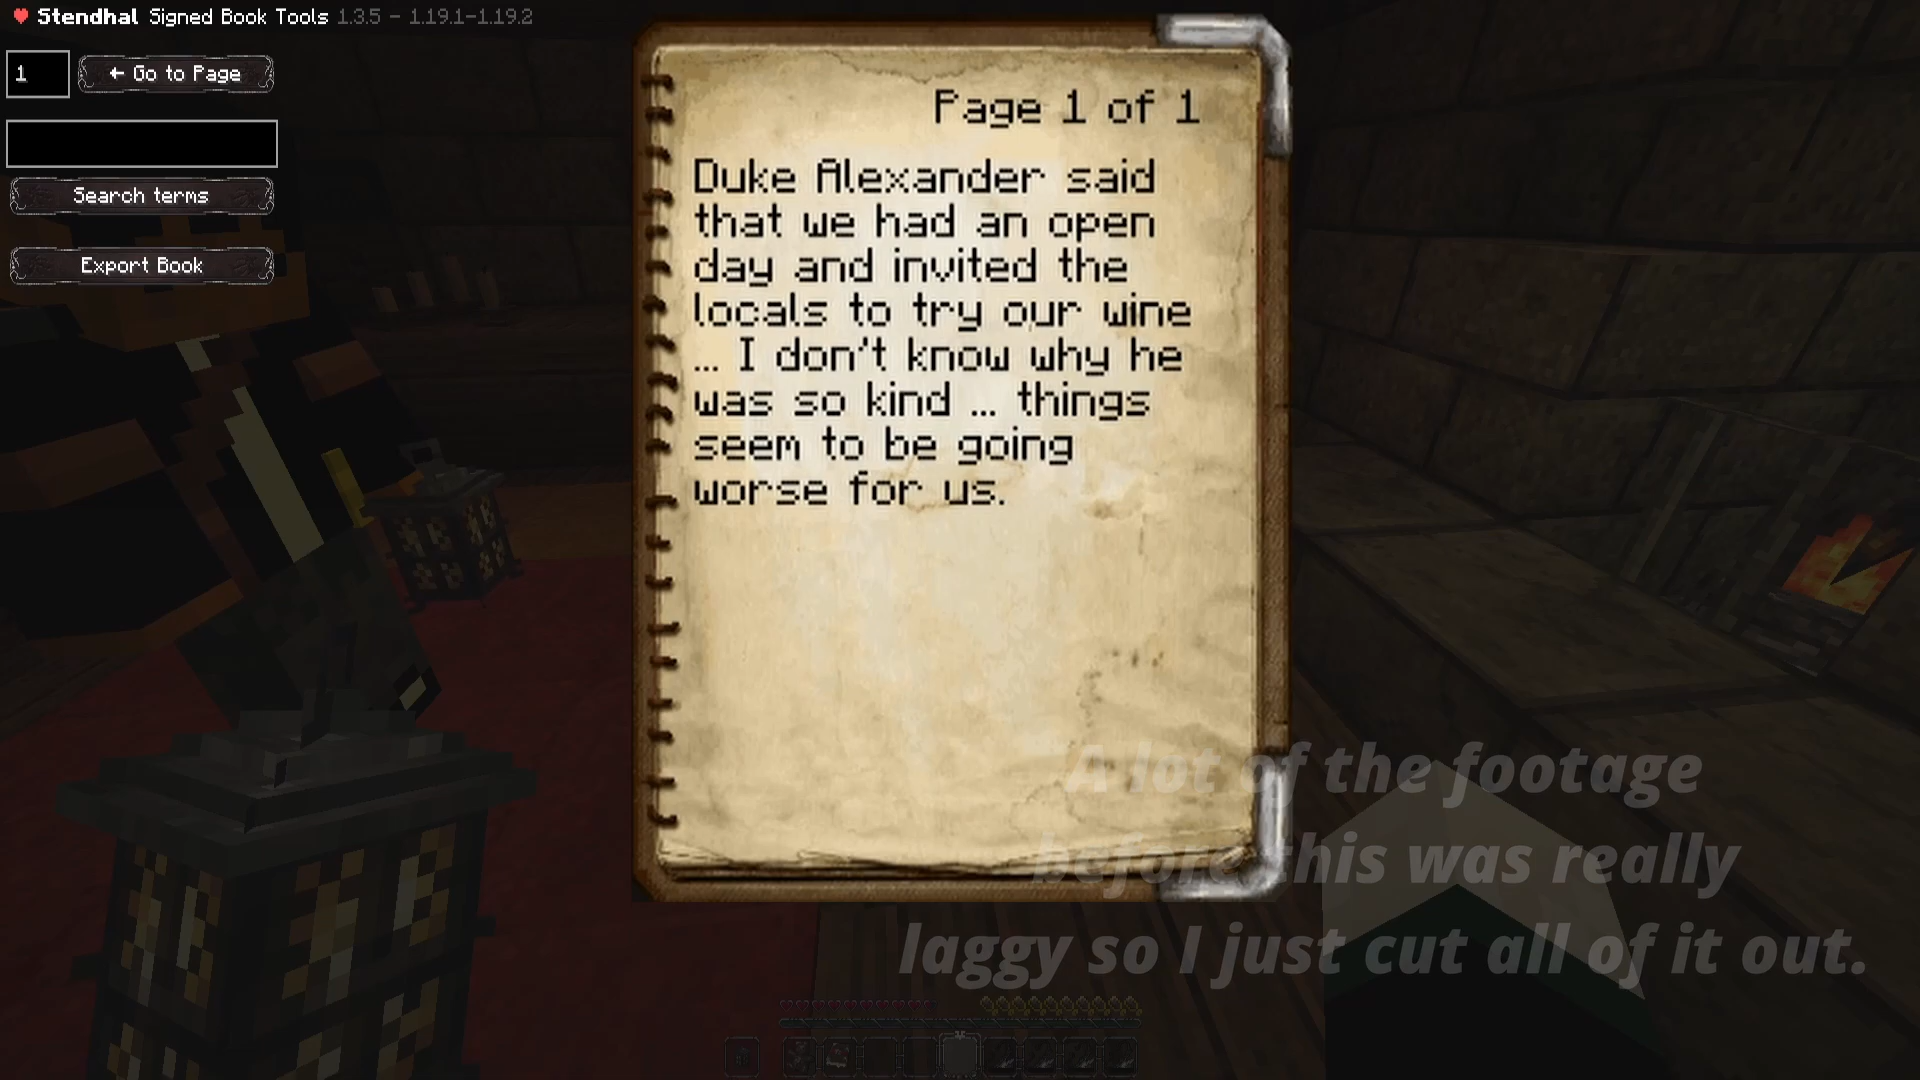 Stendhal Signed Book Tools 1.3.5 - 1.19.1-1.19.2
1
← Go to Page
Search terms
Export Book
Page 1 of 1
Duke Alexander said
that we had an open
day and invited the
locals to try our wine
... I don't know why he
was so kind ... things
seem to be going
worse for us.
A lot of the footage
before this was really
laggy so I just cut all of it out.